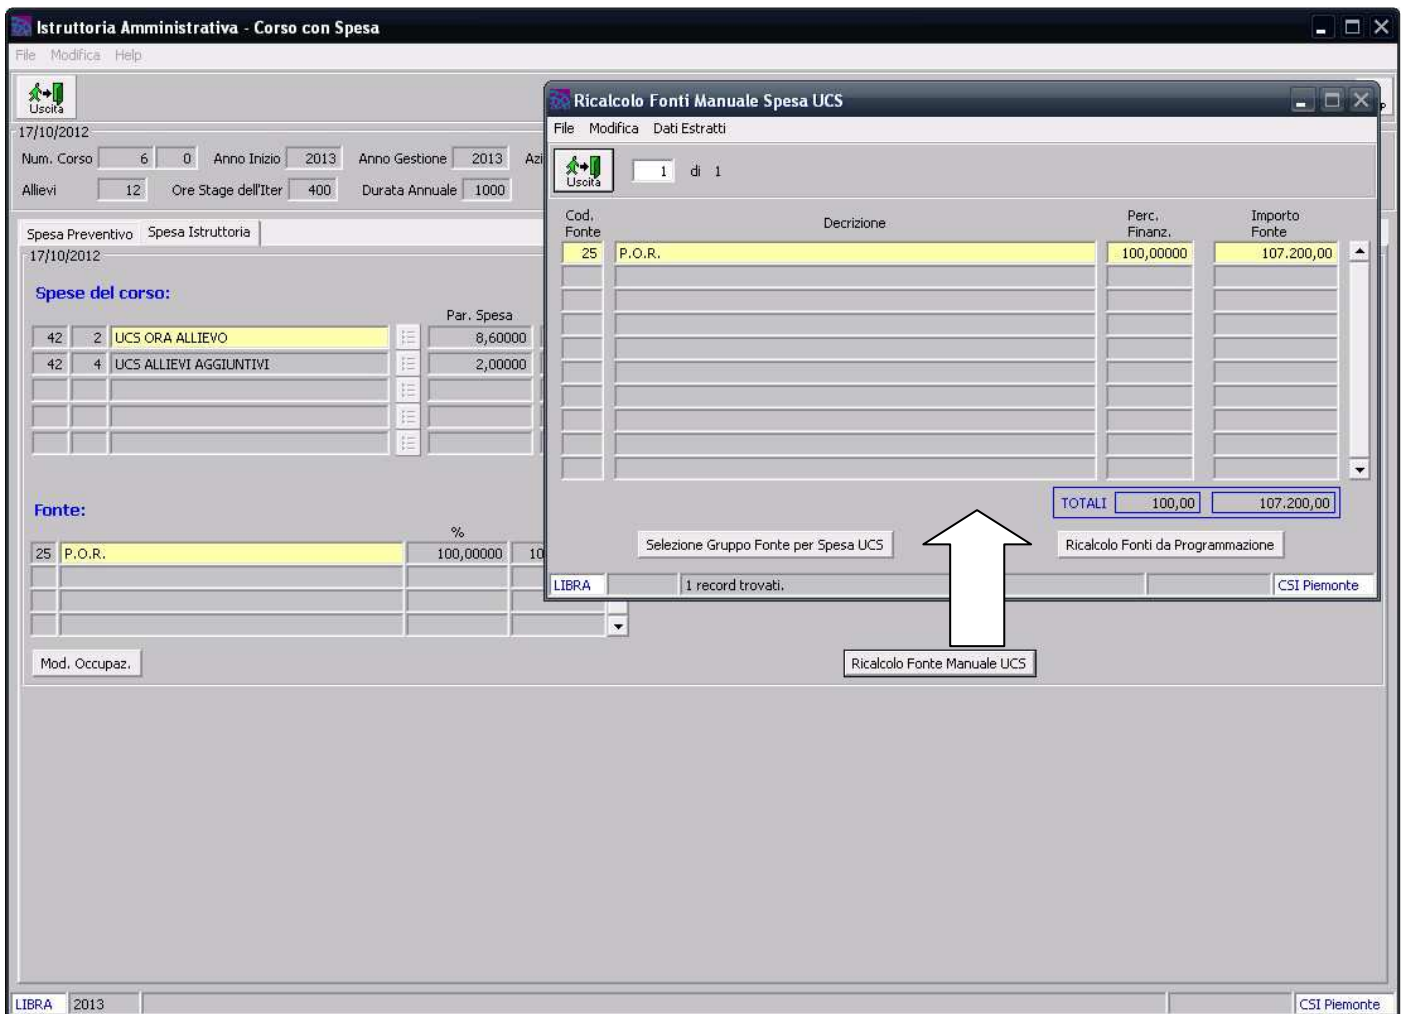 Istruttoria Amministrativa - Corso con Spesa
File Modifica Help
Uscita
17/10/2012
Num. Corso 6 0 Anno Inizio 2013 Anno Gestione 2013 Azi
Allievi 12 Ore Stage dell'Iter 400 Durata Annuale 1000
Spesa Preventivo Spesa Istruttoria
17/10/2012
Spese del corso:
Par. Spesa
42 2 UCS ORA ALLIEVO 8,60000
42 4 UCS ALLIEVI AGGIUNTIVI 2,00000
Fonte:
%
25 P.O.R. 100,00000 10
Mod. Occupaz.
Ricalcolo Fonte Manuale UCS
Ricalcolo Fonti Manuale Spesa UCS
File Modifica Dati Estratti
Uscita 1 di 1
Cod. Fonte Decrizione Perc. Finanz. Importo Fonte
25 P.O.R. 100,00000 107.200,00
TOTALI 100,00 107.200,00
Selezione Gruppo Fonte per Spesa UCS
Ricalcolo Fonti da Programmazione
LIBRA 1 record trovati. CSI Piemonte
LIBRA 2013 CSI Piemonte